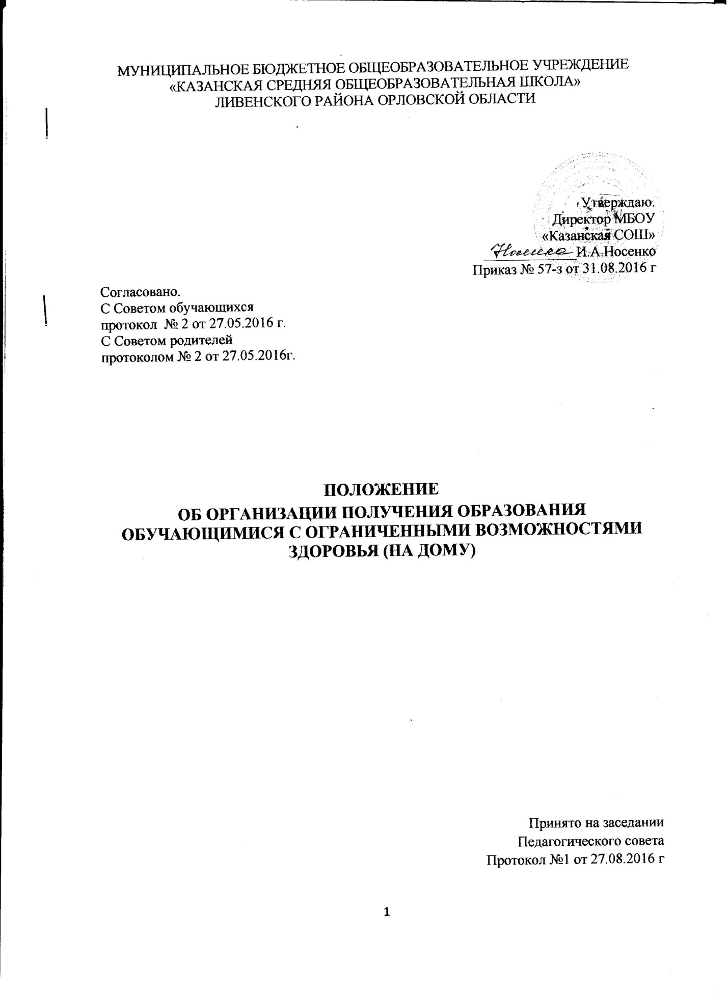 МУНИЦИПАЛЬНОЕ БЮДЖЕТНОЕ ОБЩЕОБРАЗОВАТЕЛЬНОЕ УЧРЕЖДЕНИЕ
«КАЗАНСКАЯ СРЕДНЯЯ ОБЩЕОБРАЗОВАТЕЛЬНАЯ ШКОЛА»
ЛИВЕНСКОГО РАЙОНА ОРЛОВСКОЙ ОБЛАСТИ
Утверждаю.
Директор МБОУ
«Казанская СОШ»
И.А.Носенко
Приказ № 57-з от 31.08.2016 г
Согласовано.
С Советом обучающихся
протокол № 2 от 27.05.2016 г.
С Советом родителей
протоколом № 2 от 27.05.2016г.
ПОЛОЖЕНИЕ
ОБ ОРГАНИЗАЦИИ ПОЛУЧЕНИЯ ОБРАЗОВАНИЯ
ОБУЧАЮЩИМИСЯ С ОГРАНИЧЕННЫМИ ВОЗМОЖНОСТЯМИ
ЗДОРОВЬЯ (НА ДОМУ)
Принято на заседании
Педагогического совета
Протокол №1 от 27.08.2016 г
1